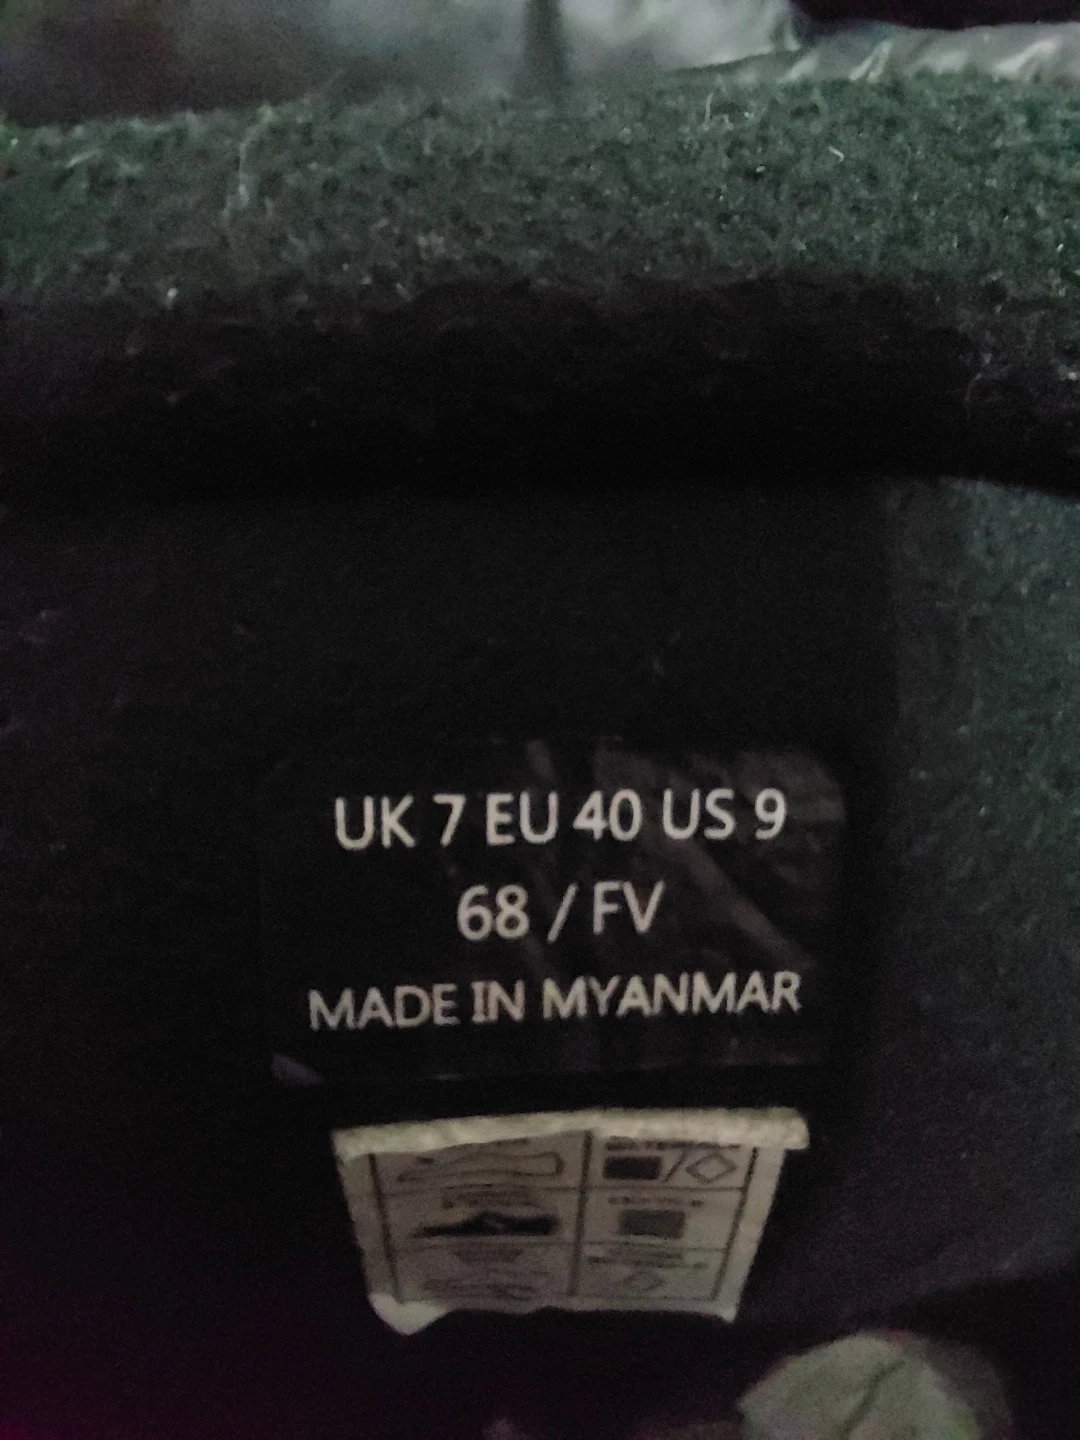 UK 7 EU 40 US 9
68 / FV
MADE IN MYANMAR